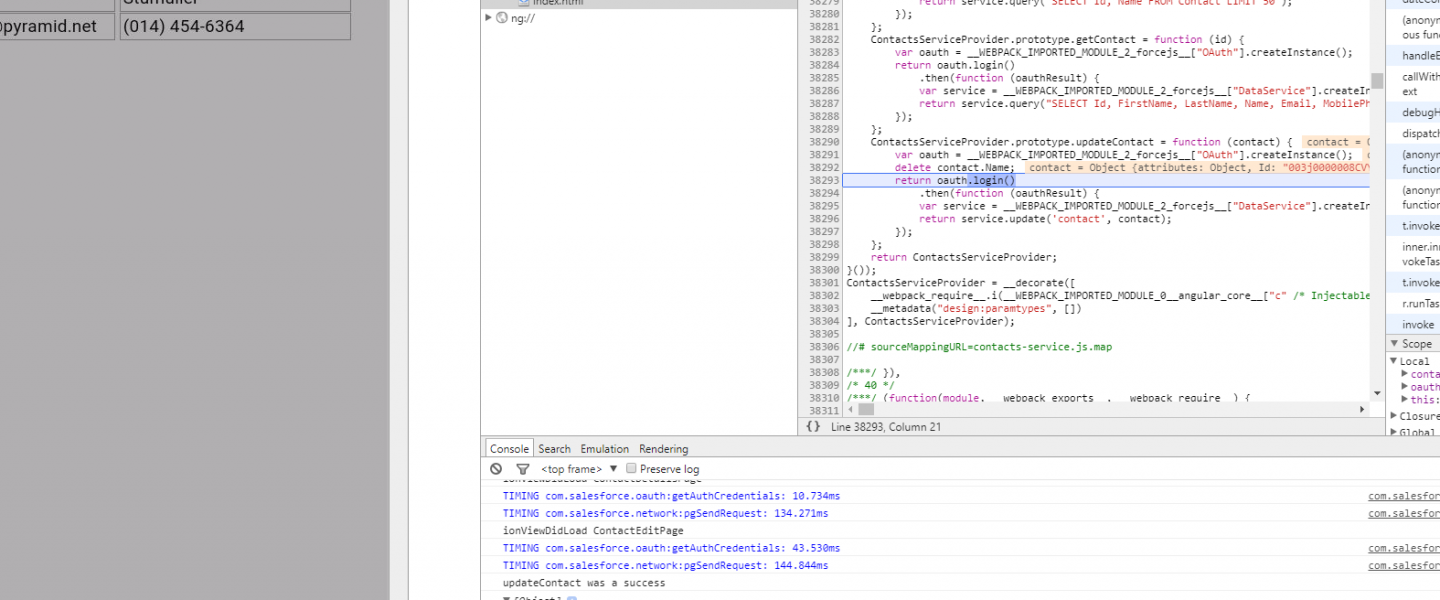 Stumuller
@pyramid.net
(014) 454-6364
index.html
ng://
38279 return service.query("SELECT Id, Name FROM Contact LIMIT 50");
38280 });
38281 };
38282 ContactsServiceProvider.prototype.getContact = function (id) {
38283 var oauth = __WEBPACK_IMPORTED_MODULE_2_forcejs__["OAuth"].createInstance();
38284 return oauth.login()
38285 .then(function (oauthResult) {
38286 var service = __WEBPACK_IMPORTED_MODULE_2_forcejs__["DataService"].createIn
38287 return service.query("SELECT Id, FirstName, LastName, Name, Email, MobilePh
38288 });
38289 };
38290 ContactsServiceProvider.prototype.updateContact = function (contact) { contact = O
38291 var oauth = __WEBPACK_IMPORTED_MODULE_2_forcejs__["OAuth"].createInstance();
38292 delete contact.Name; contact = Object {attributes: Object, Id: "003j0000008CV
38293 return oauth.login()
38294 .then(function (oauthResult) {
38295 var service = __WEBPACK_IMPORTED_MODULE_2_forcejs__["DataService"].createIn
38296 return service.update('contact', contact);
38297 });
38298 };
38299 return ContactsServiceProvider;
38300 }());
38301 ContactsServiceProvider = __decorate([
38302 __webpack_require__.i(__WEBPACK_IMPORTED_MODULE_0__angular_core__["c" /* Injectable
38303 __metadata("design:paramtypes", [])
38304 ], ContactsServiceProvider);
38305
38306 //# sourceMappingURL=contacts-service.js.map
38307
38308 /***/ }),
38309 /* 40 */
38310 /***/ (function(module, __webpack_exports__, __webpack_require__) {
38311
{} Line 38293, Column 21
(anonym
ous func
handleE
callWith
ext
debugH
dispatch
(anonym
function
(anonym
function
t.invoke
inner.inv
vokeTas
t.invoke
r.runTas
invoke
Scope
Local
conta
oauth
this:
Closure
Global
Console Search Emulation Rendering
<top frame> Preserve log
ionViewDidLoad ContactDetailsPage
TIMING com.salesforce.oauth:getAuthCredentials: 10.734ms com.salesfor
TIMING com.salesforce.network:pgSendRequest: 134.271ms com.salesfor
ionViewDidLoad ContactEditPage
TIMING com.salesforce.oauth:getAuthCredentials: 43.530ms com.salesfor
TIMING com.salesforce.network:pgSendRequest: 144.844ms com.salesfor
updateContact was a success
[Object]